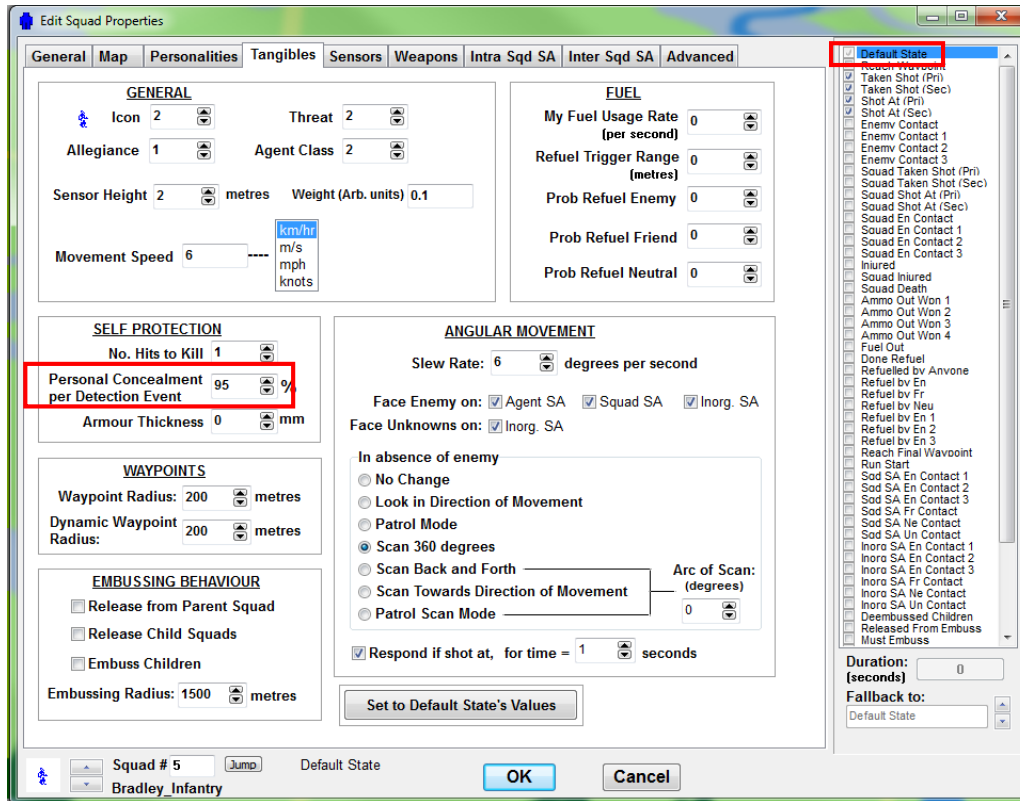 Edit Squad Properties
General Map Personalities Tangibles Sensors Weapons Intra Sqd SA Inter Sqd SA Advanced
GENERAL
Icon 2 Threat 2
Allegiance 1 Agent Class 2
Sensor Height 2 metres Weight (Arb. units) 0.1
Movement Speed 6 ----
km/hr
m/s
mph
knots
FUEL
My Fuel Usage Rate 0
(per second)
Refuel Trigger Range 0
(metres)
Prob Refuel Enemy 0
Prob Refuel Friend 0
Prob Refuel Neutral 0
SELF PROTECTION
No. Hits to Kill 1
Personal Concealment
per Detection Event 95 %
Armour Thickness 0 mm
WAYPOINTS
Waypoint Radius: 200 metres
Dynamic Waypoint
Radius: 200 metres
EMBUSSING BEHAVIOUR
Release from Parent Squad
Release Child Squads
Embuss Children
Embussing Radius: 1500 metres
ANGULAR MOVEMENT
Slew Rate: 6 degrees per second
Face Enemy on: Agent SA Squad SA Inorg. SA
Face Unknowns on: Inorg. SA
In absence of enemy
No Change
Look in Direction of Movement
Patrol Mode
Scan 360 degrees
Scan Back and Forth
Scan Towards Direction of Movement
Patrol Scan Mode
Arc of Scan:
(degrees)
0
Respond if shot at, for time = 1 seconds
Set to Default State's Values
Default State
Reach Waypoint
Taken Shot (Pri)
Taken Shot (Sec)
Shot At (Pri)
Shot At (Sec)
Enemy Contact
Enemy Contact 1
Enemy Contact 2
Enemy Contact 3
Squad Taken Shot (Pri)
Squad Taken Shot (Sec)
Squad Shot At (Pri)
Squad Shot At (Sec)
Squad En Contact
Squad En Contact 1
Squad En Contact 2
Squad En Contact 3
Injured
Squad Injured
Squad Death
Ammo Out Wpn 1
Ammo Out Wpn 2
Ammo Out Wpn 3
Ammo Out Wpn 4
Fuel Out
Done Refuel
Refuelled by Anyone
Refuel by En
Refuel by Fr
Refuel by Neu
Refuel by En 1
Refuel by En 2
Refuel by En 3
Reach Final Waypoint
Run Start
Sqd SA En Contact 1
Sqd SA En Contact 2
Sqd SA En Contact 3
Sqd SA Fr Contact
Sqd SA Ne Contact
Sqd SA Un Contact
Inorg SA En Contact 1
Inorg SA En Contact 2
Inorg SA En Contact 3
Inorg SA Fr Contact
Inorg SA Ne Contact
Inorg SA Un Contact
Deembussed Children
Released From Embuss
Must Embuss
Duration:
(seconds) 0
Fallback to:
Default State
Squad # 5 Jump Default State
Bradley_Infantry
OK Cancel